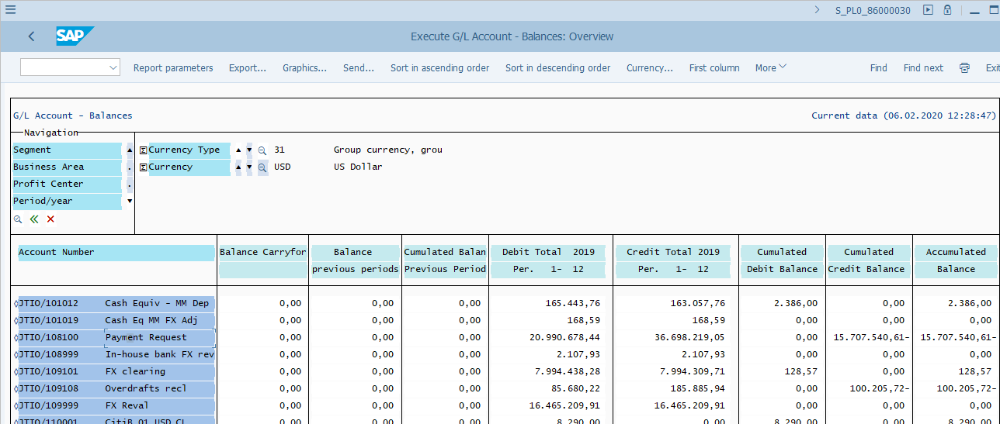 S_PL0_86000030
SAP Execute G/L Account - Balances: Overview
Report parameters Export... Graphics... Send... Sort in ascending order Sort in descending order Currency... First column More Find Find next Exit
G/L Account - Balances Current data (06.02.2020 12:28:47)
Navigation
Segment Currency Type 31 Group currency, grou
Business Area Currency USD US Dollar
Profit Center
Period/year
Account Number Balance Carryfor Balance Cumulated Balan Debit Total 2019 Credit Total 2019 Cumulated Cumulated Accumulated
previous periods Previous Period Per. 1- 12 Per. 1- 12 Debit Balance Credit Balance Balance
JTIO/101012 Cash Equiv - MM Dep 0,00 0,00 0,00 165.443,76 163.057,76 2.386,00 0,00 2.386,00
JTIO/101019 Cash Eq MM FX Adj 0,00 0,00 0,00 168,59 168,59 0,00 0,00 0,00
JTIO/108100 Payment Request 0,00 0,00 0,00 20.990.678,44 36.698.219,05 0,00 15.707.540,61- 15.707.540,61-
JTIO/108999 In-house bank FX rev 0,00 0,00 0,00 2.107,93 2.107,93 0,00 0,00 0,00
JTIO/109101 FX clearing 0,00 0,00 0,00 7.994.438,28 7.994.309,71 128,57 0,00 128,57
JTIO/109108 Overdrafts recl 0,00 0,00 0,00 85.680,22 185.885,94 0,00 100.205,72- 100.205,72-
JTIO/109999 FX Reval 0,00 0,00 0,00 16.465.209,91 16.465.209,91 0,00 0,00 0,00
JTIO/110001 CitiB 01 USD CL 0,00 0,00 0,00 8.290,00 0,00 8.290,00 0,00 8.290,00